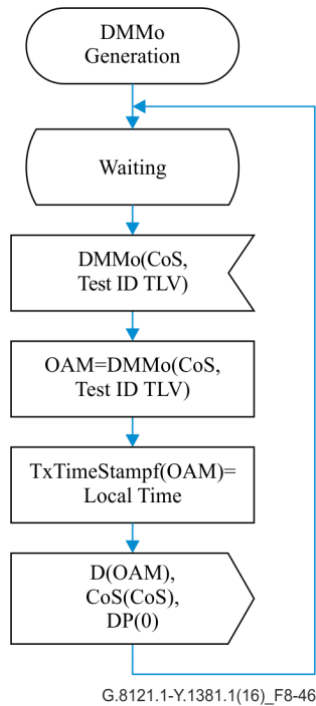 DMMo
Generation
Waiting
DMMo(CoS,
Test ID TLV)
OAM=DMMo(CoS,
Test ID TLV)
TxTimeStampf(OAM)=
Local Time
D(OAM),
CoS(CoS),
DP(0)
G.8121.1-Y.1381.1(16)_F8-46